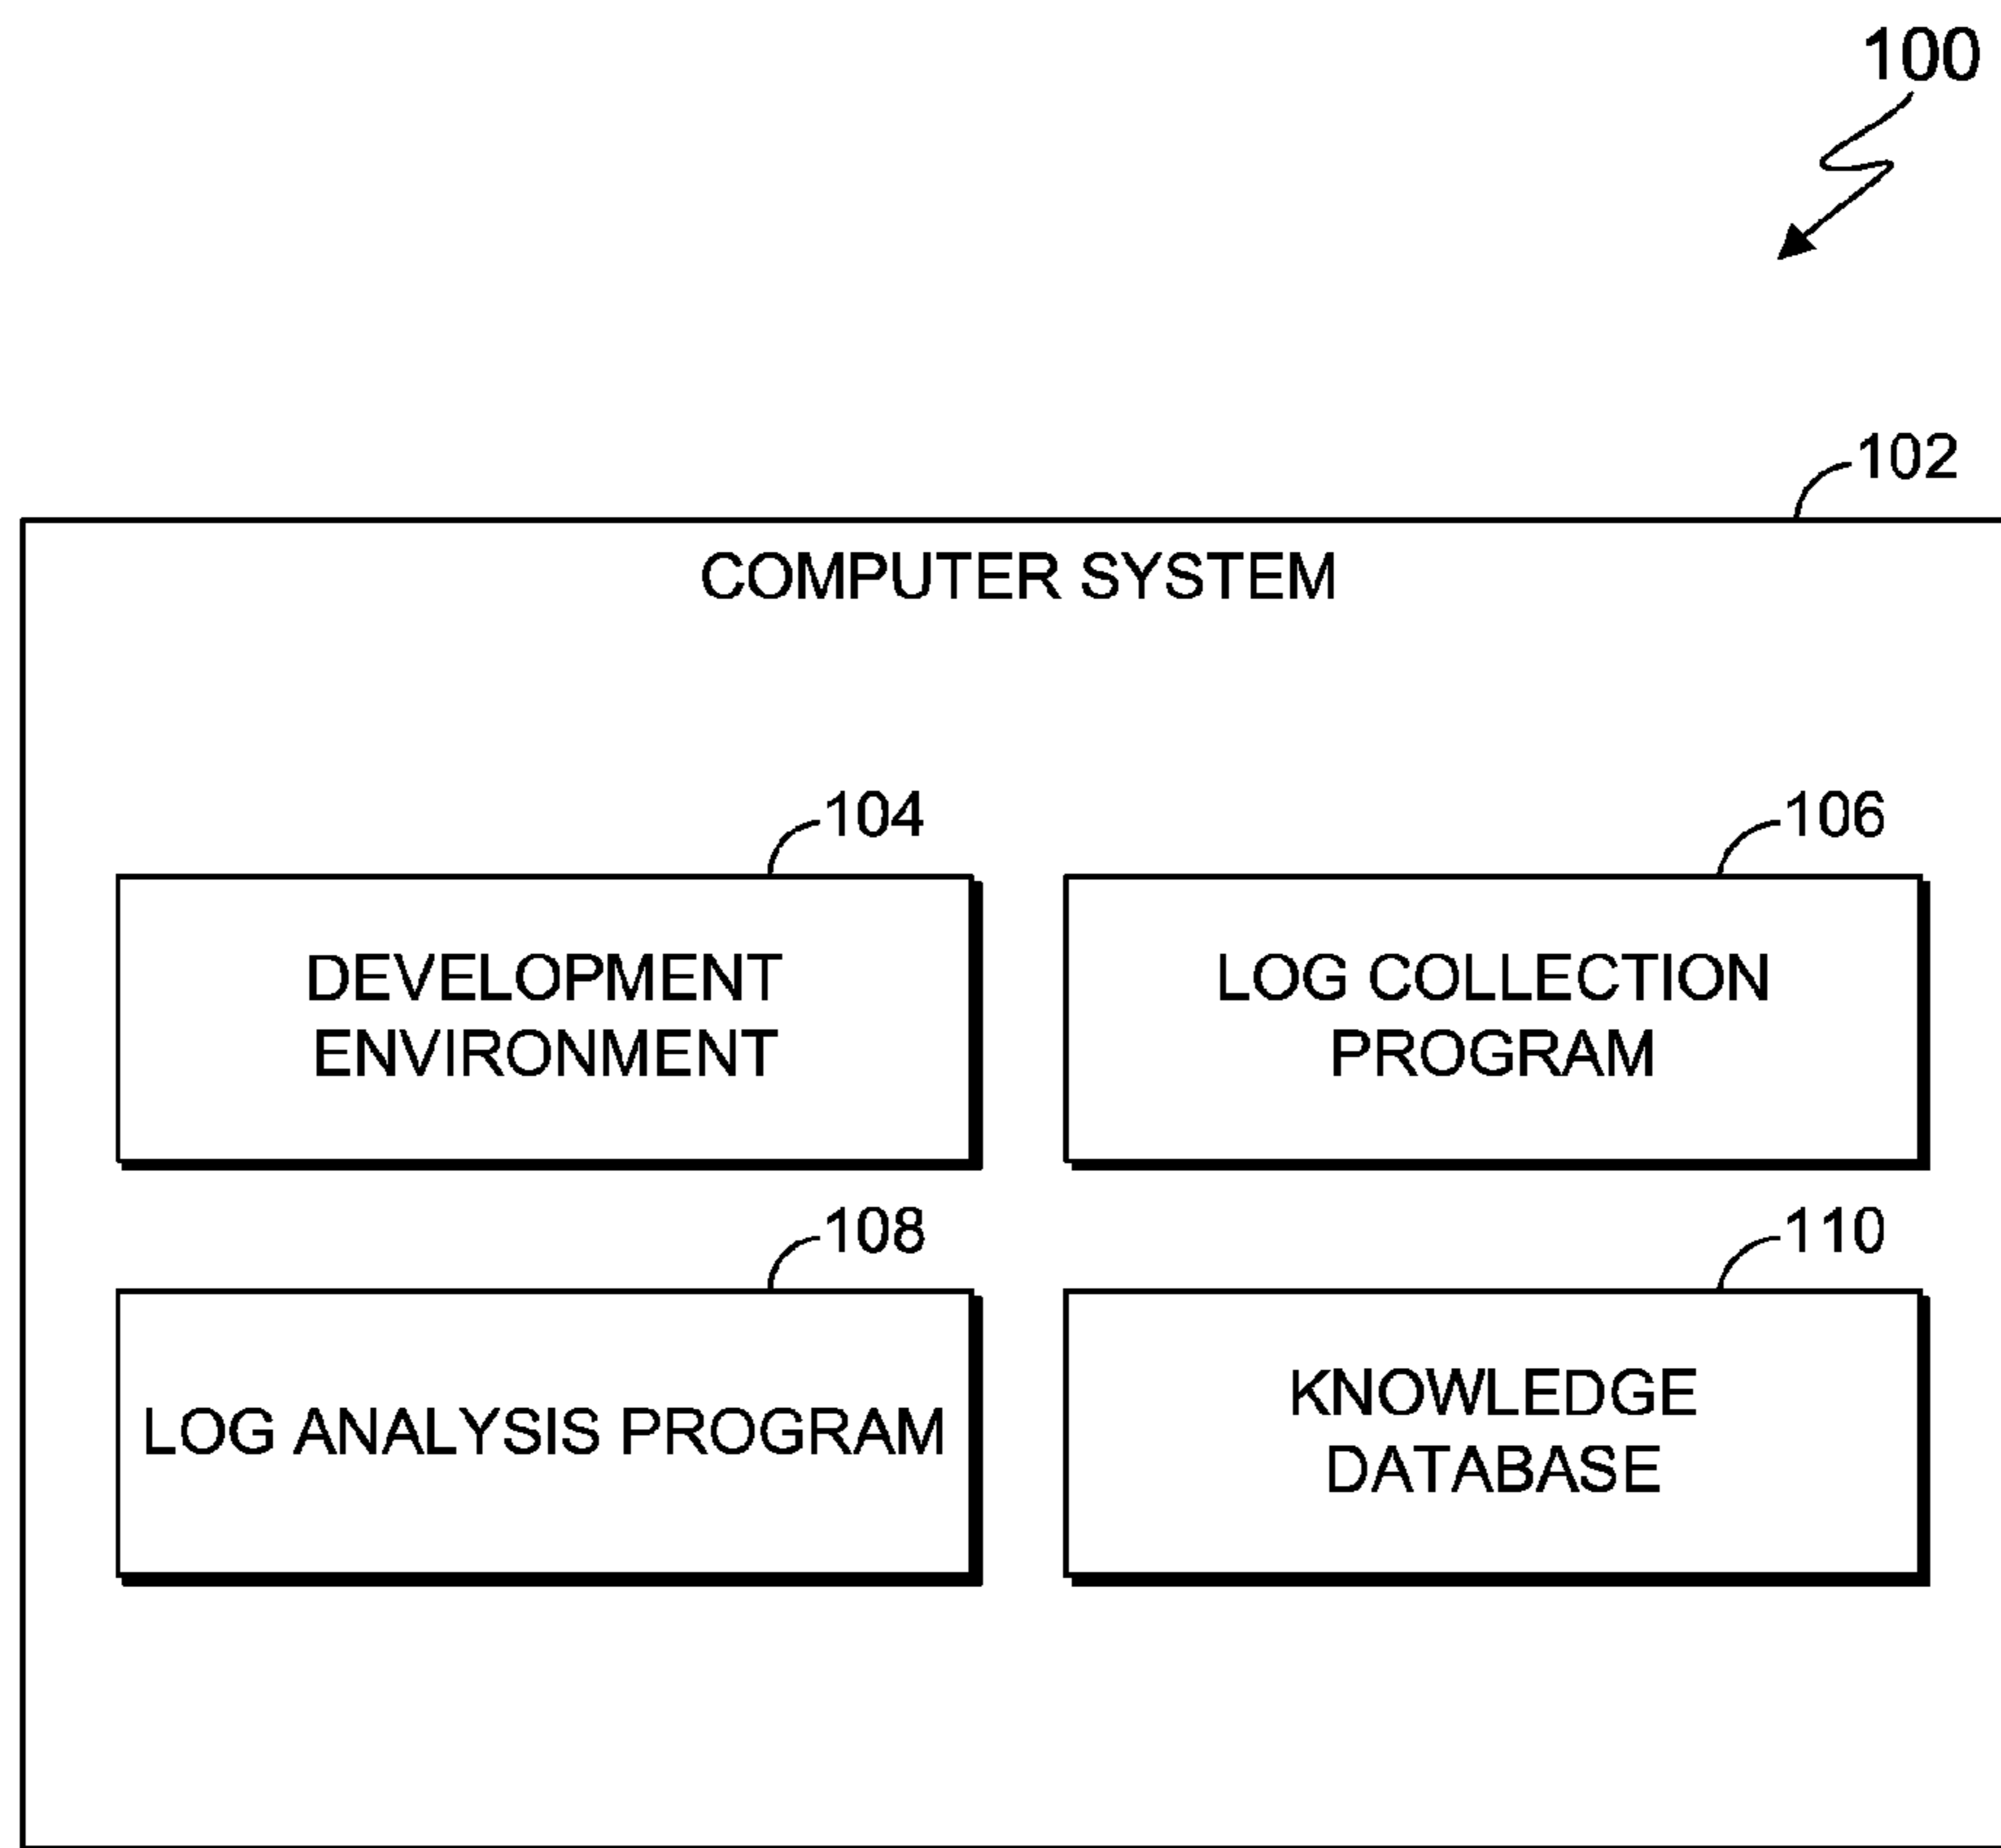 100
102
COMPUTER SYSTEM
104
106
DEVELOPMENT
ENVIRONMENT
LOG COLLECTION
PROGRAM
108
110
LOG ANALYSIS PROGRAM
KNOWLEDGE
DATABASE